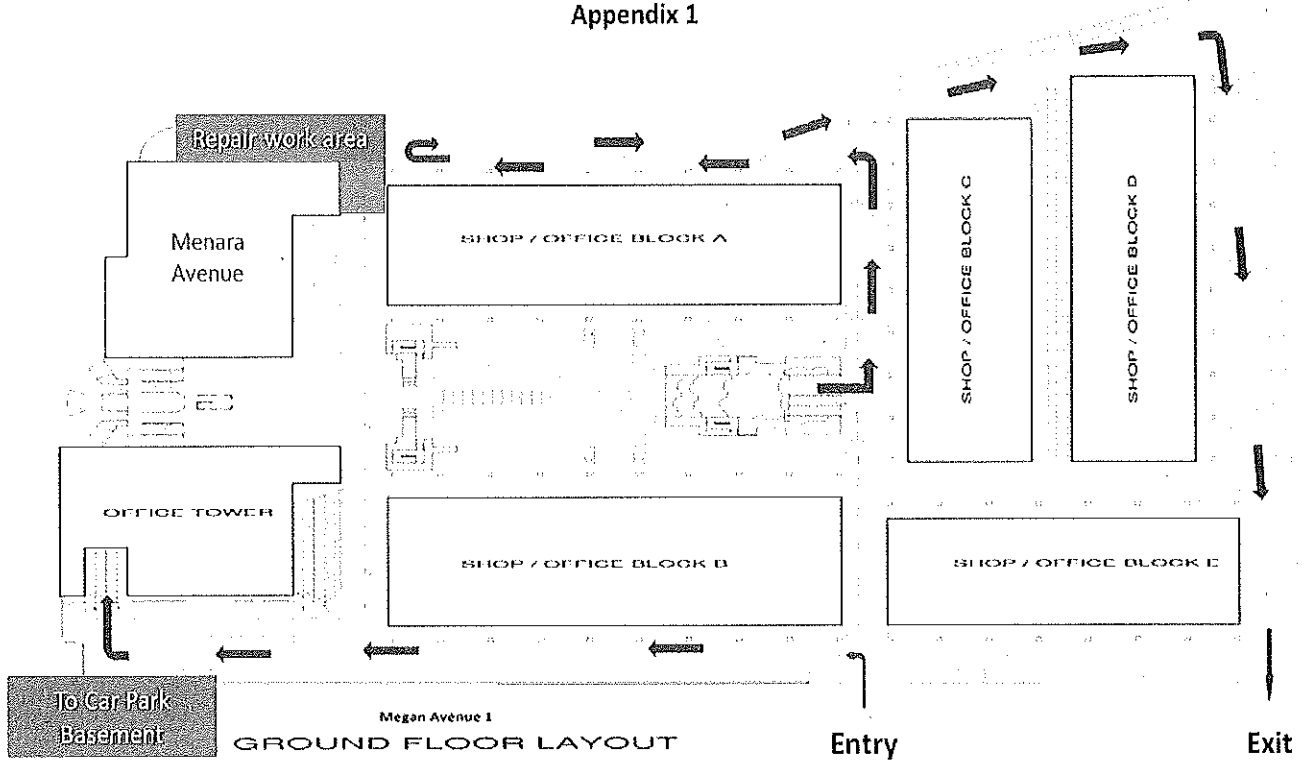 Appendix 1
Repair work area
Menara
Avenue
SHOP / OFFICE BLOCK A
SHOP / OFFICE BLOCK C
SHOP / OFFICE BLOCK D
OFFICE TOWER
SHOP / OFFICE BLOCK B
SHOP / OFFICE BLOCK E
To Car Park
Basement
Megan Avenue 1
GROUND FLOOR LAYOUT
Entry
Exit